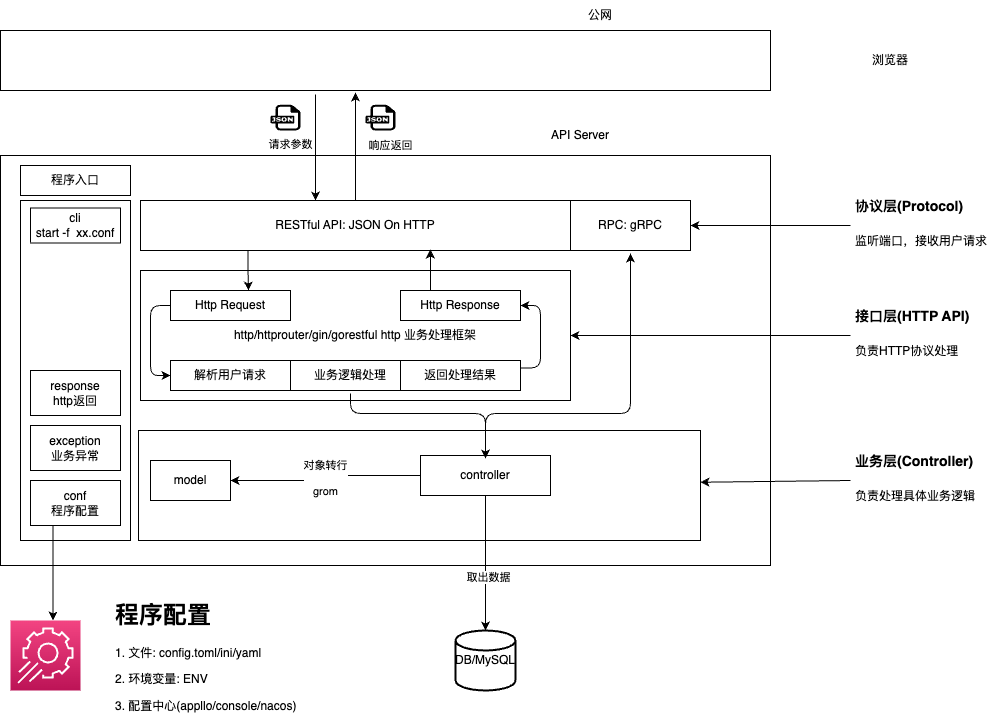 公网
浏览器
JSON
请求参数
JSON
响应返回
API Server
程序入口
cli
start -f xx.conf
RESTful API: JSON On HTTP
RPC: gRPC
协议层(Protocol)
监听端口，接收用户请求
Http Request
Http Response
http/httprouter/gin/gorestful http 业务处理框架
解析用户请求
业务逻辑处理
返回处理结果
接口层(HTTP API)
负责HTTP协议处理
response
http返回
exception
业务异常
conf
程序配置
model
对象转行
grom
controller
业务层(Controller)
负责处理具体业务逻辑
取出数据
DB/MySQL
程序配置
1. 文件: config.toml/ini/yaml
2. 环境变量: ENV
3. 配置中心(appllo/console/nacos)